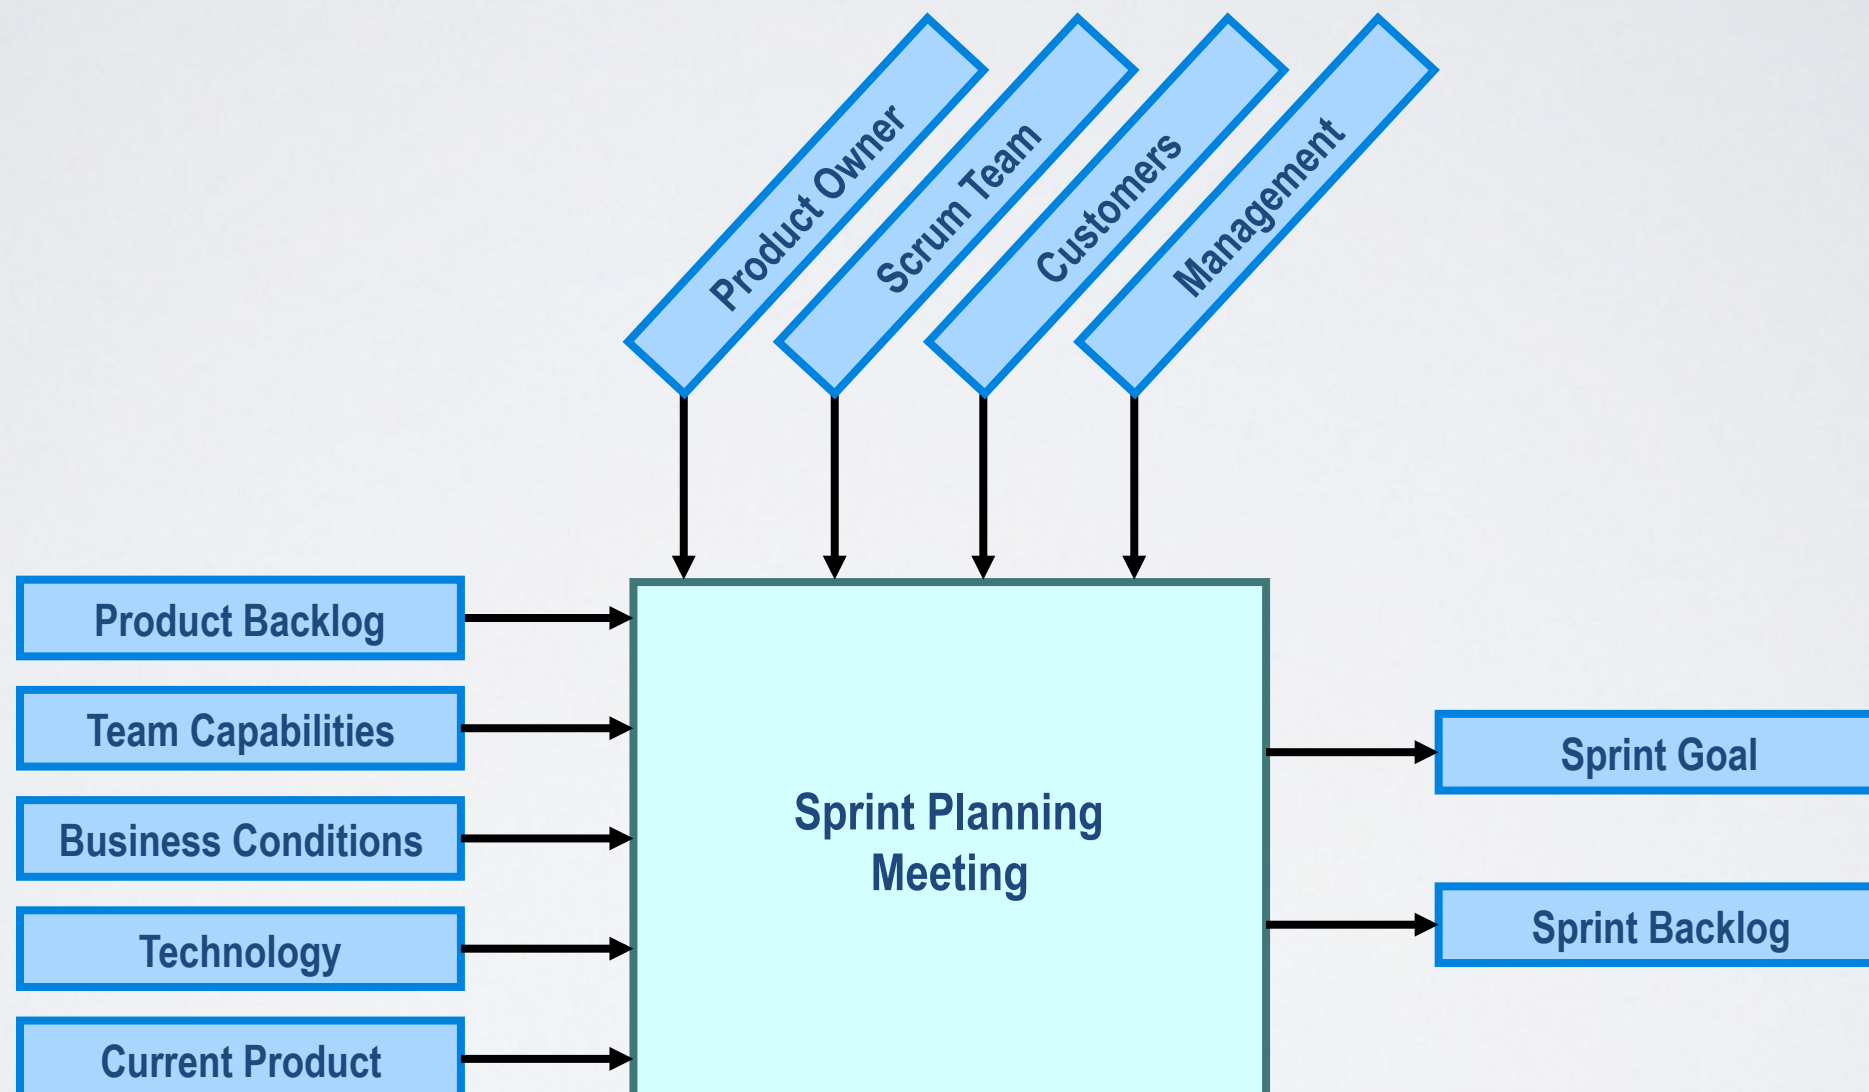 Product Owner
Scrum Team
Customers
Management
Product Backlog
Team Capabilities
Business Conditions
Technology
Current Product
Sprint Planning
Meeting
Sprint Goal
Sprint Backlog